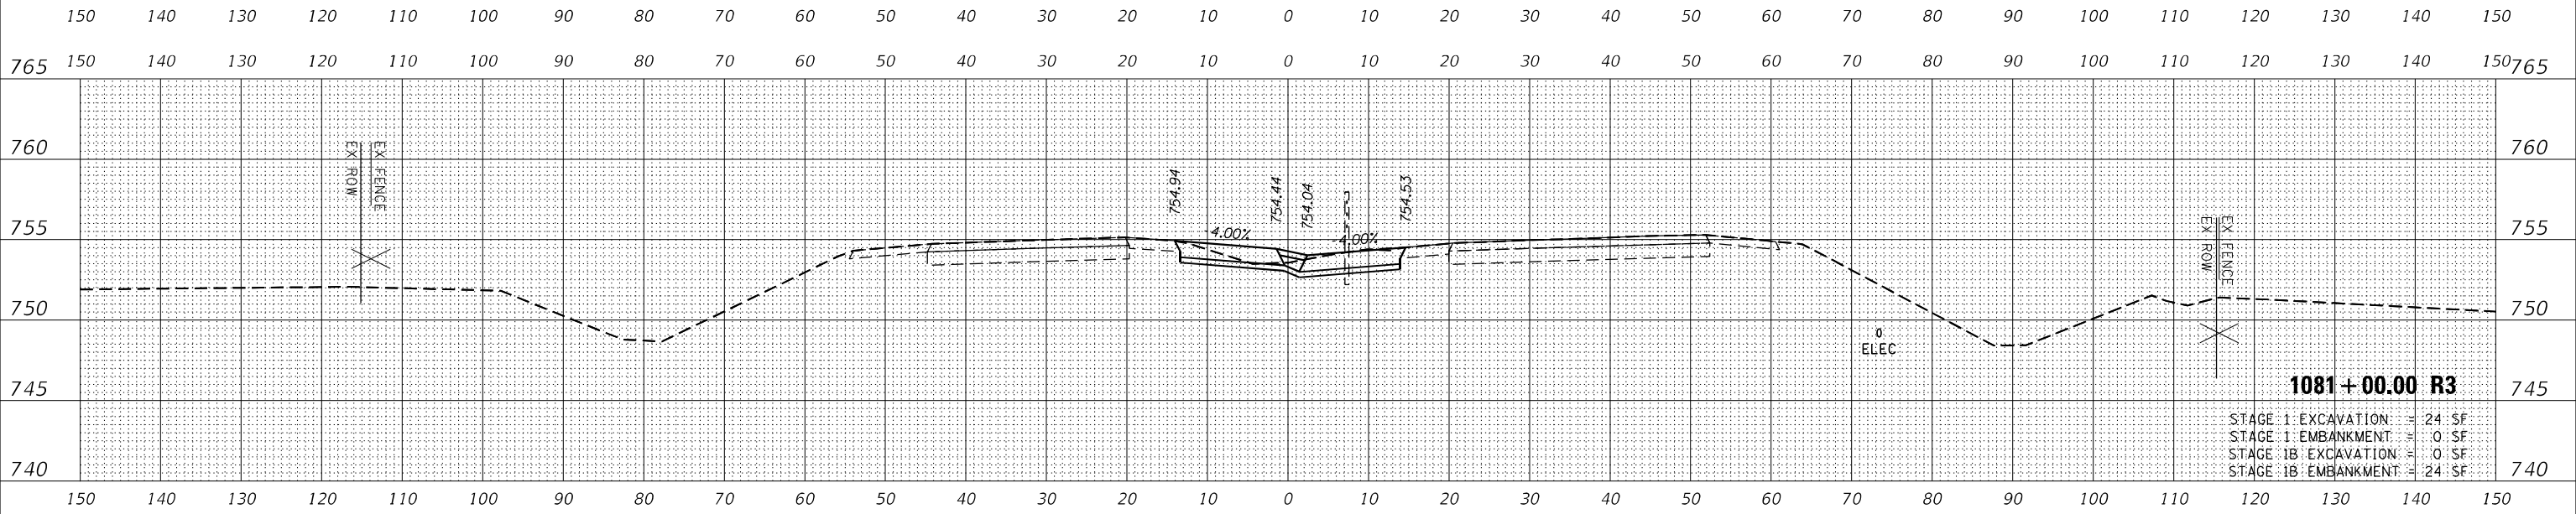 150 140 130 120 110 100 90 80 70 60 50 40 30 20 10 0 10 20 30 40 50 60 70 80 90 100 110 120 130 140 150
150 140 130 120 110 100 90 80 70 60 50 40 30 20 10 0 10 20 30 40 50 60 70 80 90 100 110 120 130 140 150
765 765
760 760
EX ROW
EX FENCE
754.94
754.44
754.04
754.53
755 755
4.00%
-4.00%
EX ROW
EX FENCE
750 750
0
ELEC
1081+00.00 R3
745 745
STAGE 1 EXCAVATION = 24 SF
STAGE 1 EMBANKMENT = 0 SF
STAGE 1B EXCAVATION = 0 SF
STAGE 1B EMBANKMENT = 24 SF
740 740
150 140 130 120 110 100 90 80 70 60 50 40 30 20 10 0 10 20 30 40 50 60 70 80 90 100 110 120 130 140 150